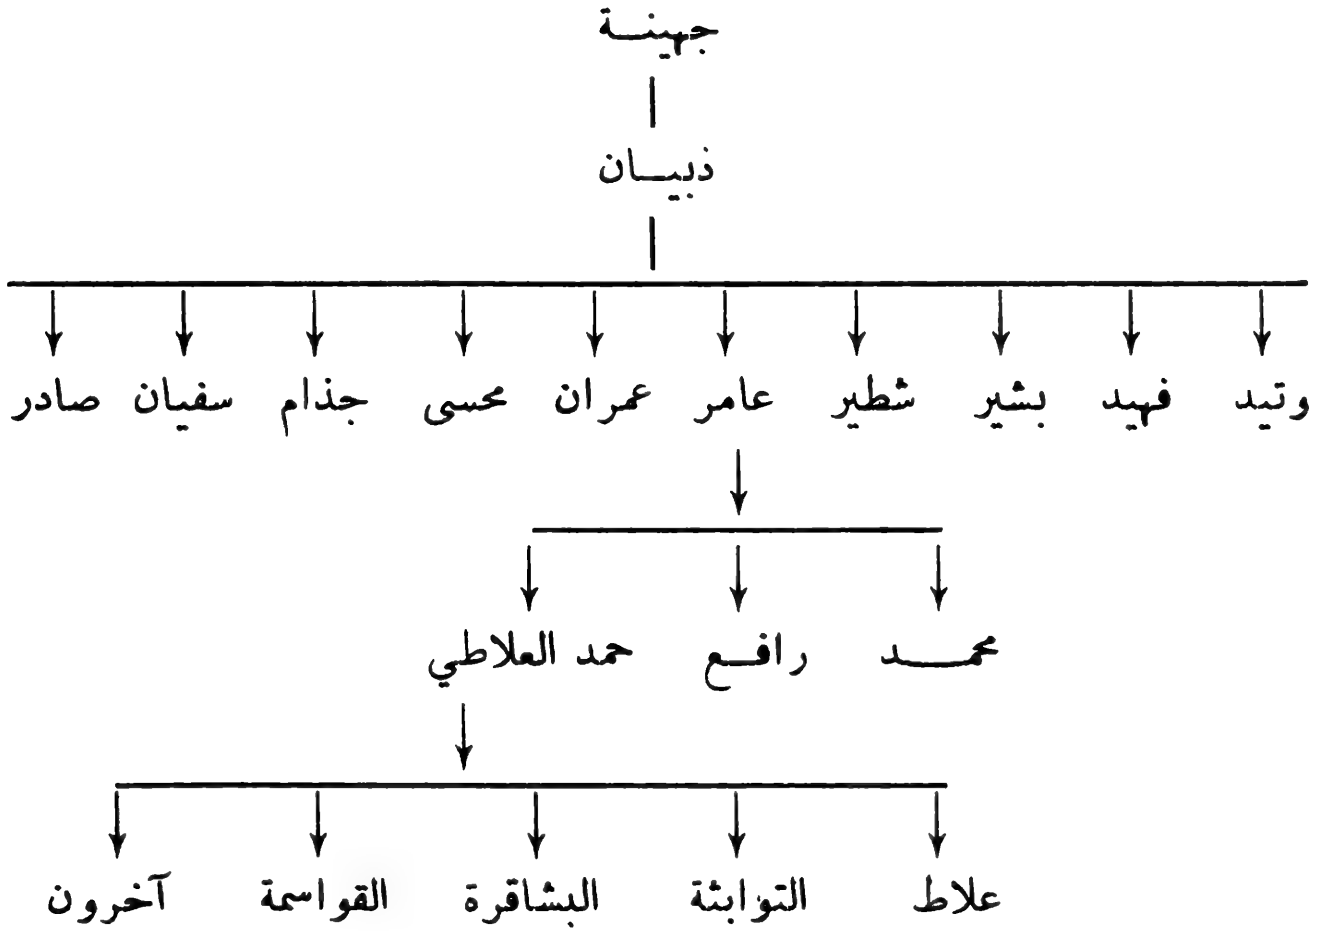 جهينة
ذبيان
وتيد فهيد بشير شطير عامر عمران محسى جذام سفيان صادر
محمد رافع حمد العلاطي
علاط التوابثة البشاقرة القواسمة آخرون